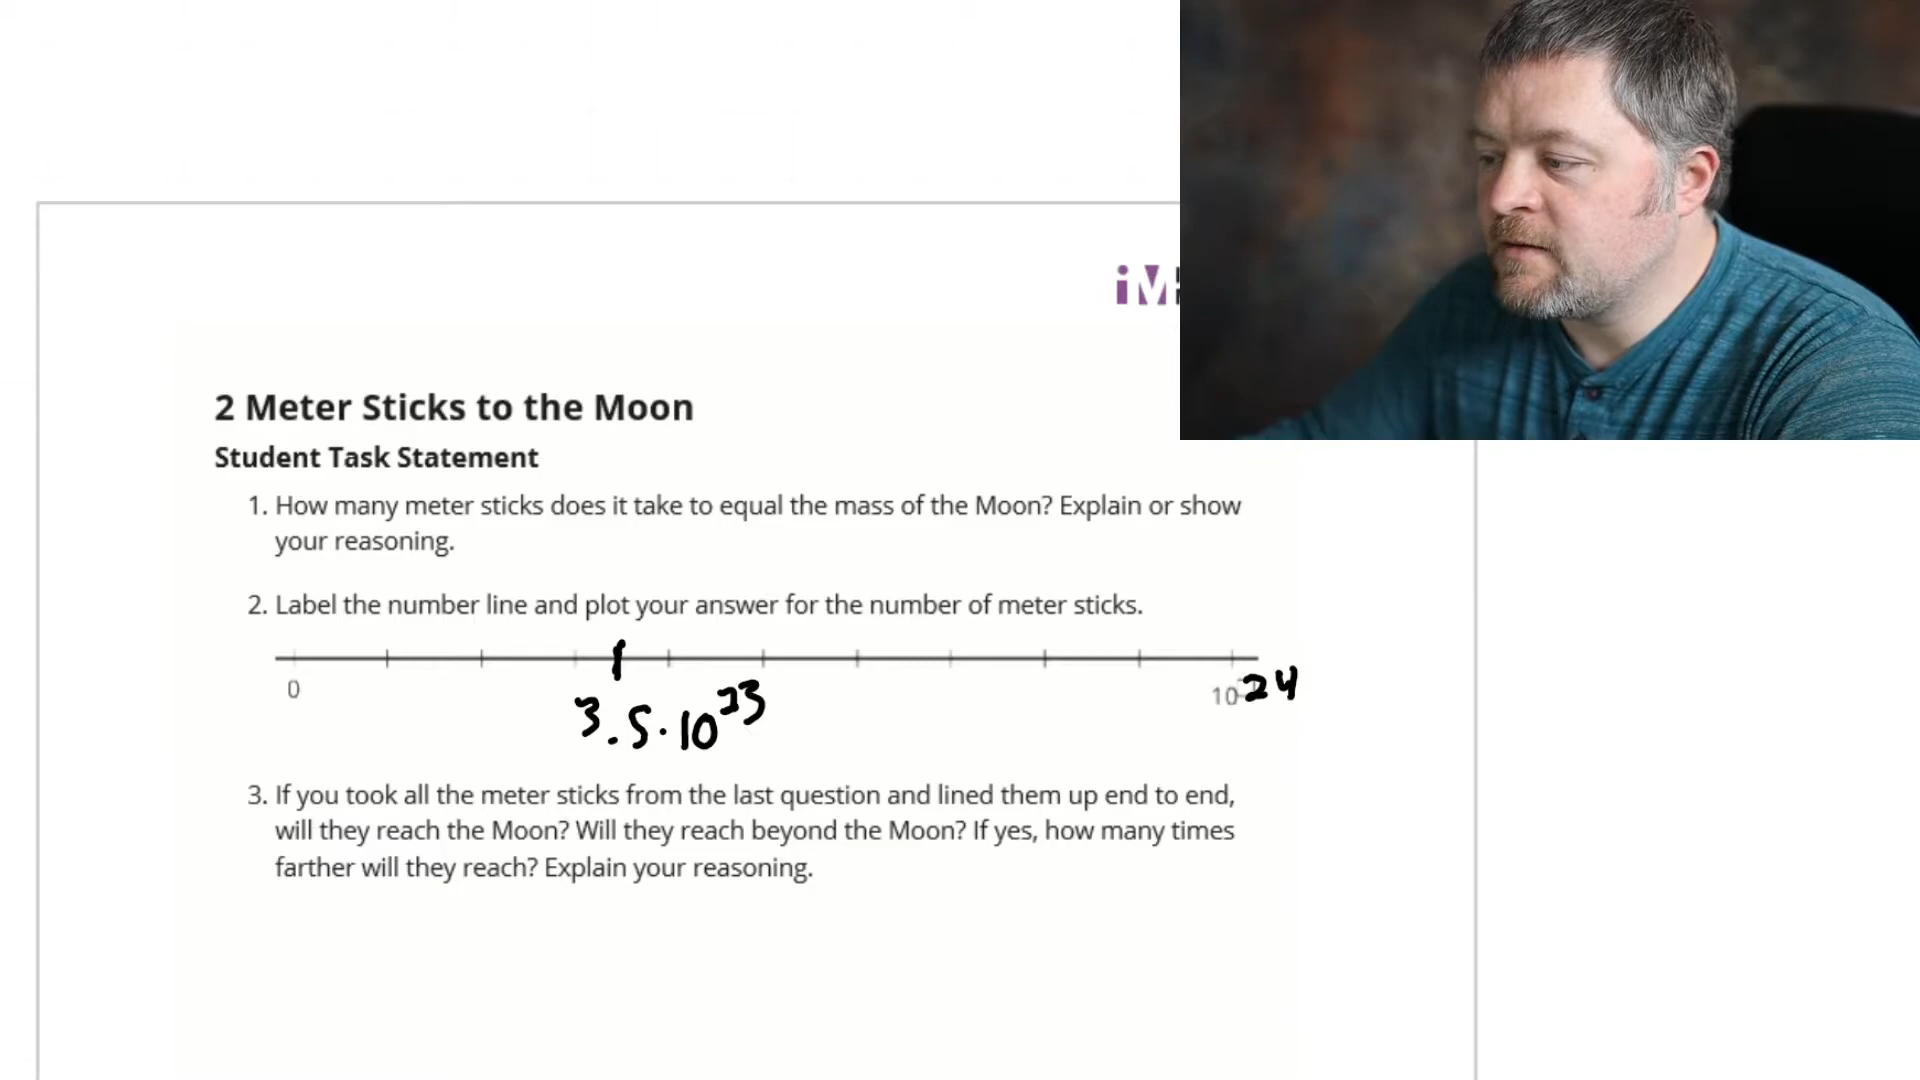 iM
2 Meter Sticks to the Moon
Student Task Statement
1. How many meter sticks does it take to equal the mass of the Moon? Explain or show
your reasoning.
2. Label the number line and plot your answer for the number of meter sticks.
0
10 24
3.5·10^23
3. If you took all the meter sticks from the last question and lined them up end to end,
will they reach the Moon? Will they reach beyond the Moon? If yes, how many times
farther will they reach? Explain your reasoning.